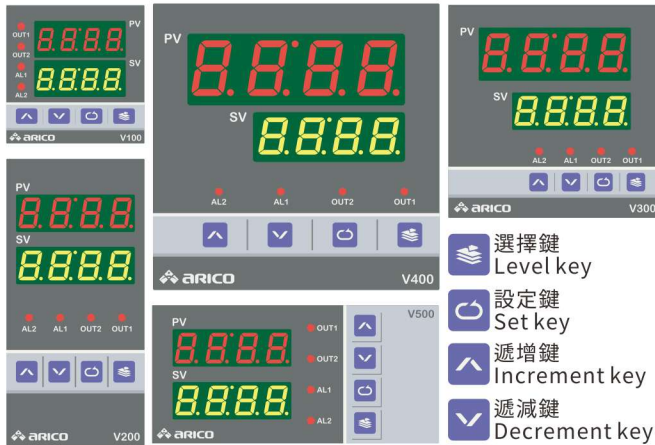 PV
OUT1
8.8.8.8.
OUT2
SV
AL1
8.8.8.8.
AL2
ARICO
V100
PV
8.8.8.8.
SV
8.8.8.8.
AL2 AL1 OUT2 OUT1
ARICO
V400
PV
8.8.8.8.
SV
8.8.8.8.
AL2 AL1 OUT2 OUT1
ARICO
V300
PV
8.8.8.8.
SV
8.8.8.8.
AL2 AL1 OUT2 OUT1
ARICO
V200
PV
V500
8.8.8.8.
OUT1
OUT2
SV
8.8.8.8.
AL1
AL2
ARICO
選擇鍵
Level key
設定鍵
Set key
遞增鍵
Increment key
遞減鍵
Decrement key